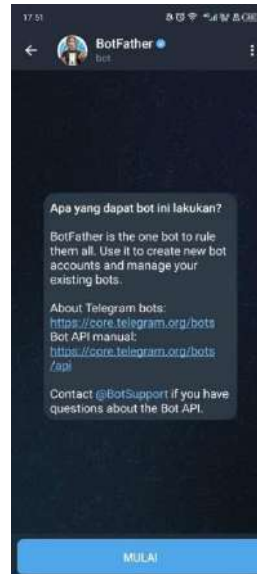 17.51
BotFather
bot
Apa yang dapat bot ini lakukan?
BotFather is the one bot to rule
them all. Use it to create new bot
accounts and manage your
existing bots.
About Telegram bots:
https://core.telegram.org/bots
Bot API manual:
https://core.telegram.org/bots
/api
Contact @BotSupport if you have
questions about the Bot API.
MULAI